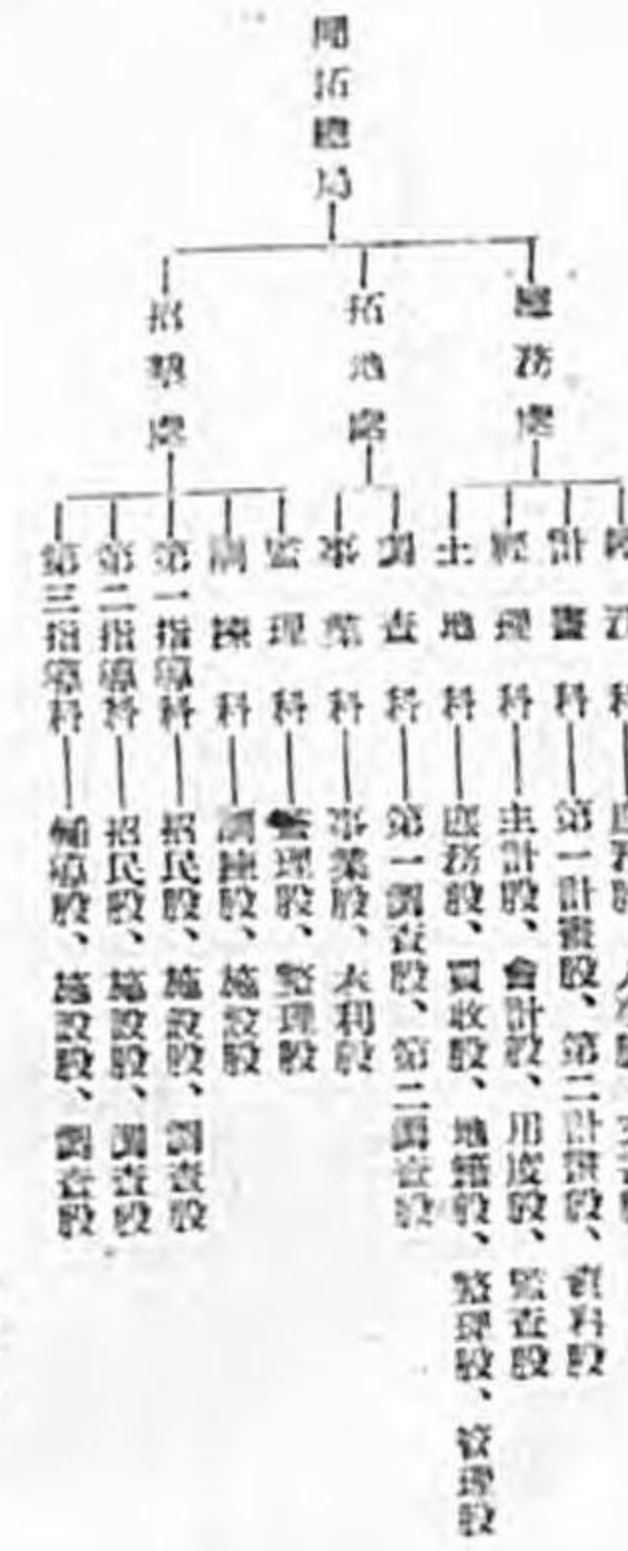 開拓總局
總務處
拓地處
招墾處
計畫科
經理科
土地科
調查科
事業科
管理科
訓練科
第一指導科
第二指導科
第三指導科
第一計畫股、第二計畫股、資料股
主計股、會計股、用度股、監查股
庶務股、買收股、地籍股、整理股、管理股
第一調查股、第二調查股
事業股、水利股
管理股、整理股
訓練股、施設股
招民股、施設股、調查股
招民股、施設股、調查股
輔導股、施設股、調查股